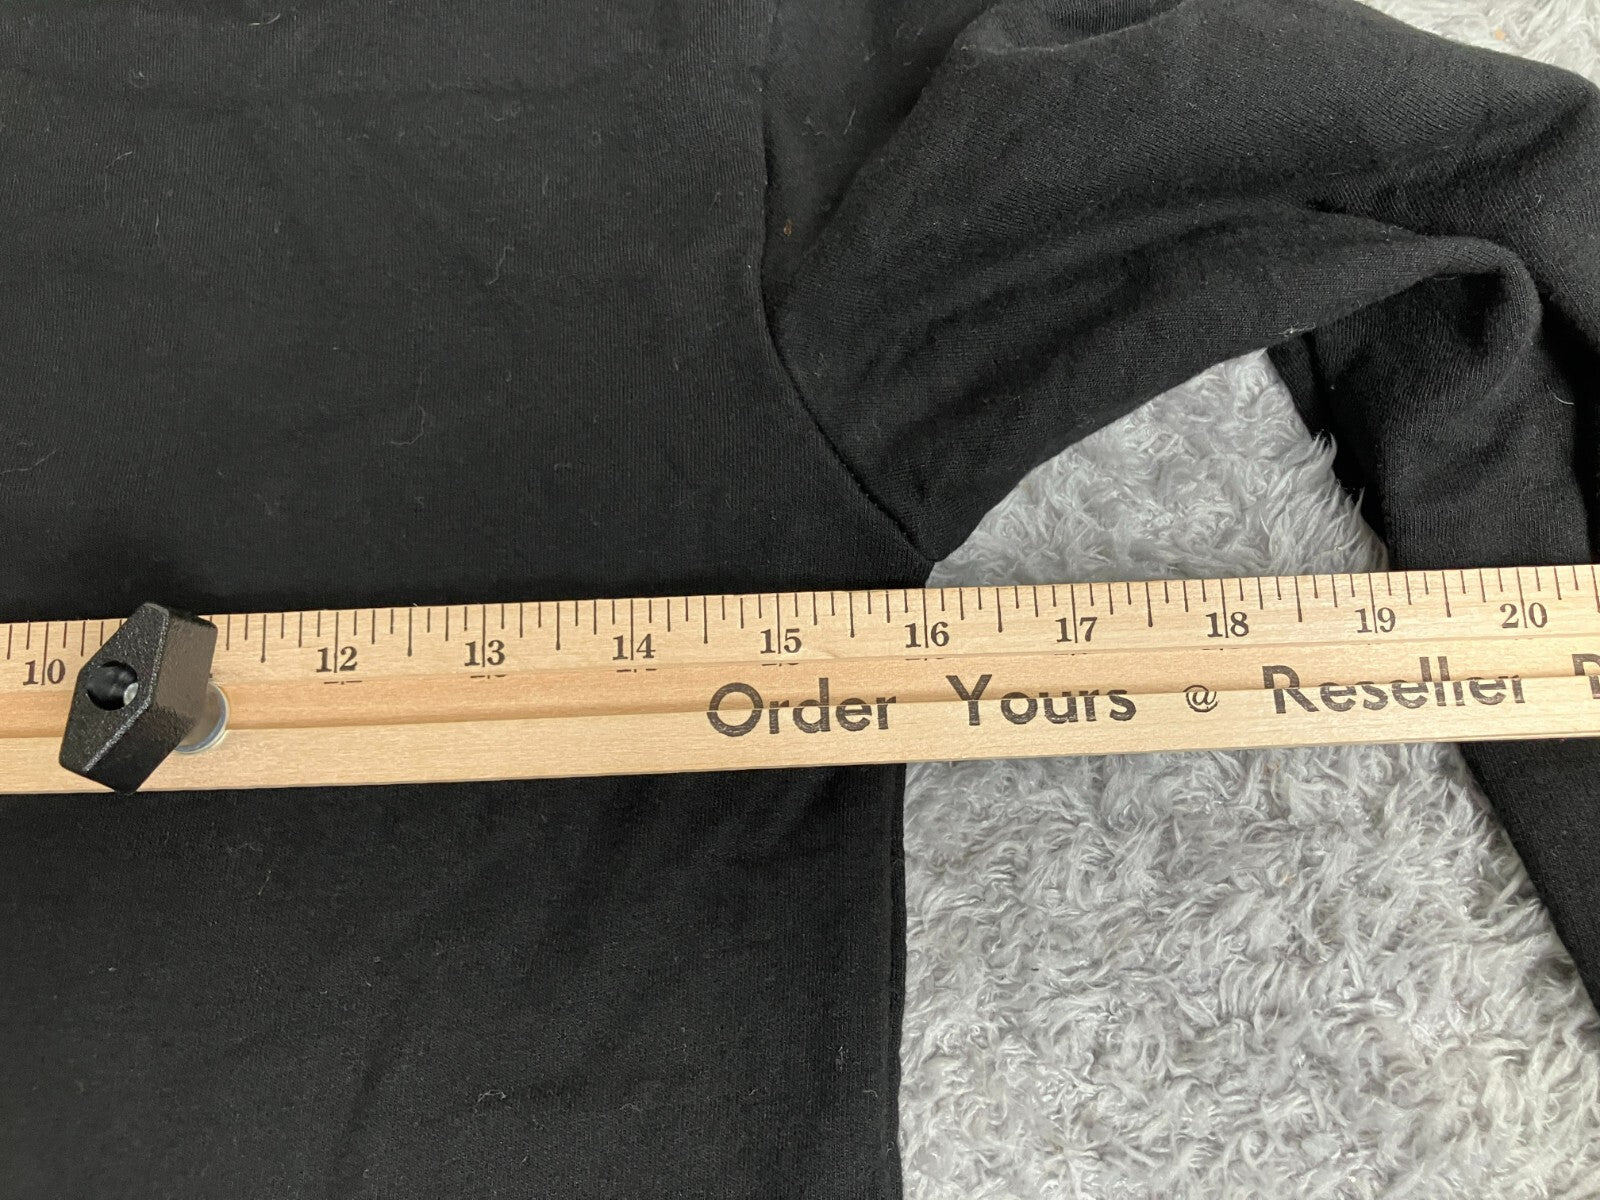 10 12 13 14 15 16 17 18 19 20
Order Yours @ Reseller